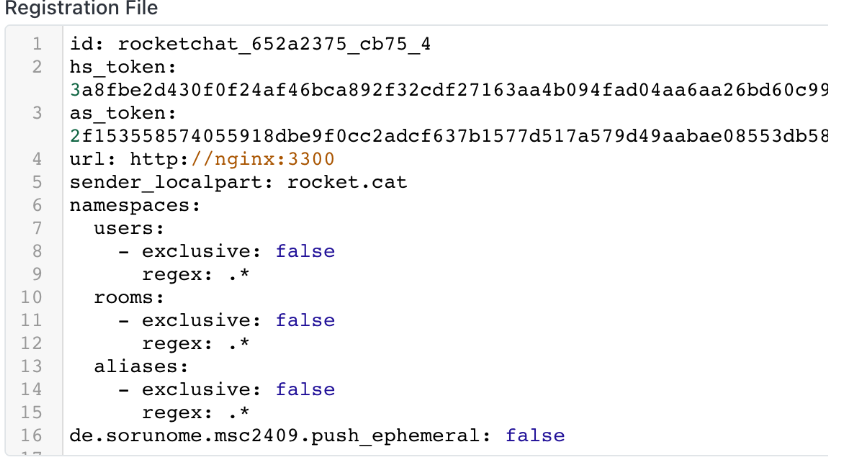 Registration File
1 id: rocketchat_652a2375_cb75_4
2 hs_token:
3a8fbe2d430f0f24af46bca892f32cdf27163aa4b094fad04aa6aa26bd60c99
3 as_token:
2f153558574055918dbe9f0cc2adcf637b1577d517a579d49aabae08553db58
4 url: http://nginx:3300
5 sender_localpart: rocket.cat
6 namespaces:
7 users:
8 - exclusive: false
9 regex: .*
10 rooms:
11 - exclusive: false
12 regex: .*
13 aliases:
14 - exclusive: false
15 regex: .*
16 de.sorunome.msc2409.push_ephemeral: false